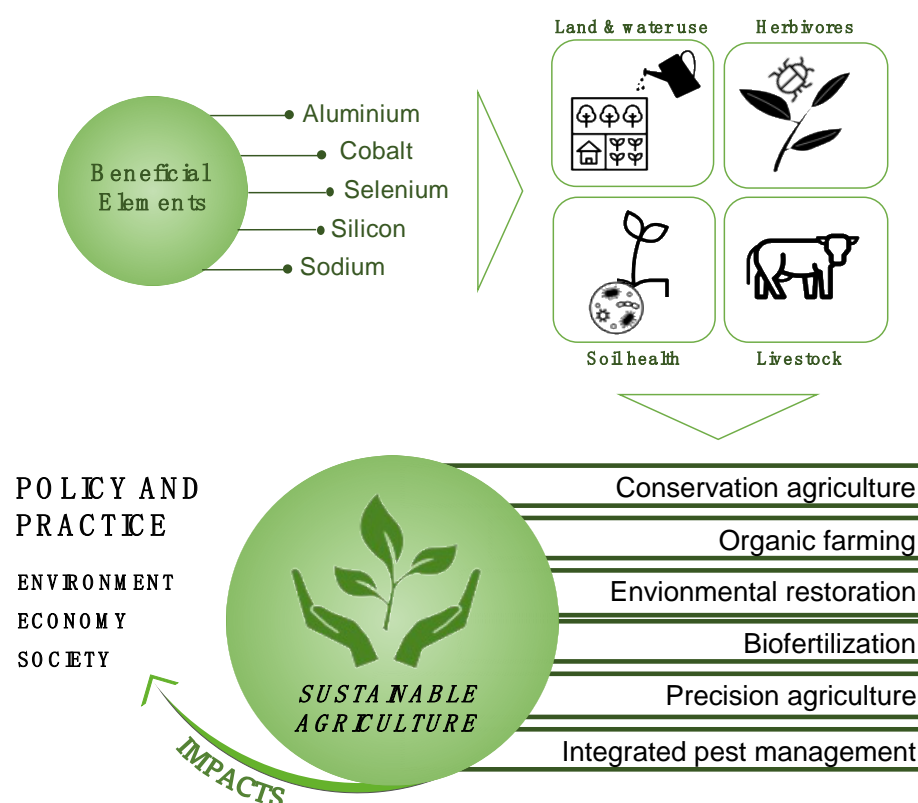 Land & water use
Herbivores
Beneficial
Elements
Aluminium
Cobalt
Selenium
Silicon
Sodium
Soil health
Livestock
POLICY AND
PRACTICE
ENVIRONMENT
ECONOMY
SOCIETY
SUSTAINABLE
AGRICULTURE
IMPACTS
Conservation agriculture
Organic farming
Envionmental restoration
Biofertilization
Precision agriculture
Integrated pest management